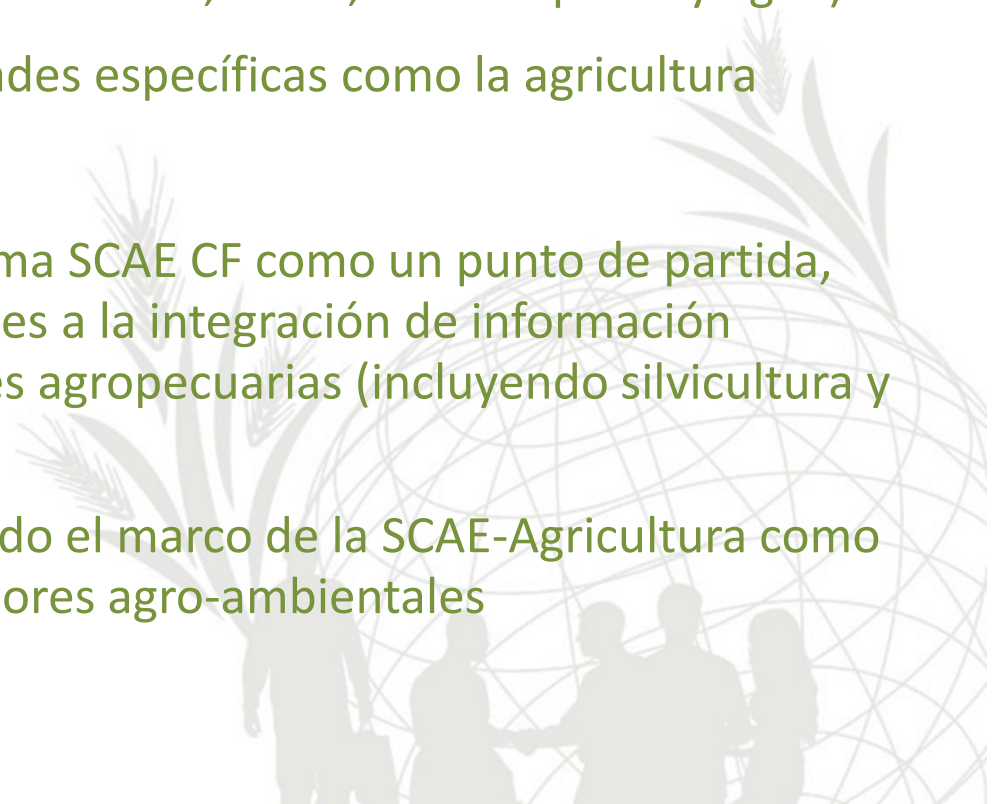 ades específicas como la agricultura
ma SCAE CF como un punto de partida,
es a la integración de información
es agropecuarias (incluyendo silvicultura y
do el marco de la SCAE-Agricultura como
ores agro-ambientales